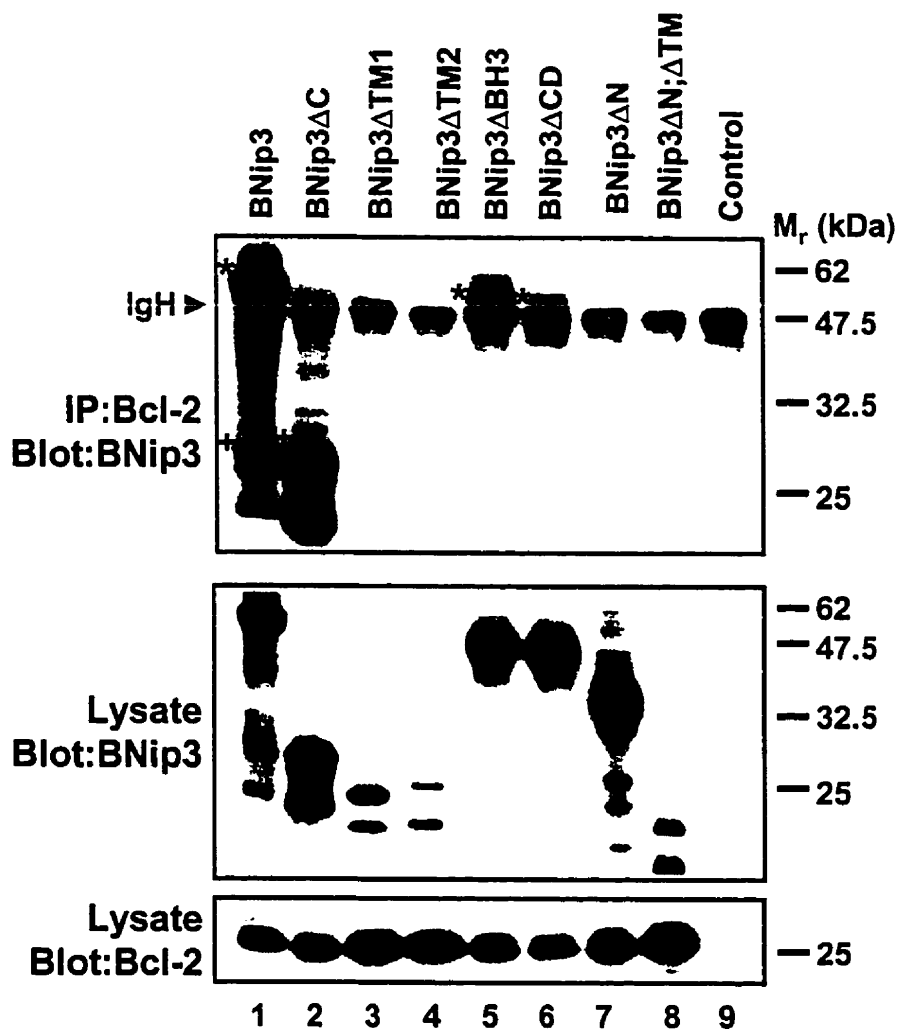 BNip3
BNip3ΔC
BNip3ΔTM1
BNip3ΔTM2
BNip3ΔBH3
BNip3ΔCD
BNip3ΔN
BNip3ΔN;ΔTM
Control
Mr (kDa)
* * * *
IgH
+ +
IP:Bcl-2
Blot:BNip3
62
47.5
32.5
25
Lysate
Blot:BNip3
62
47.5
32.5
25
Lysate
Blot:Bcl-2
25
1 2 3 4 5 6 7 8 9